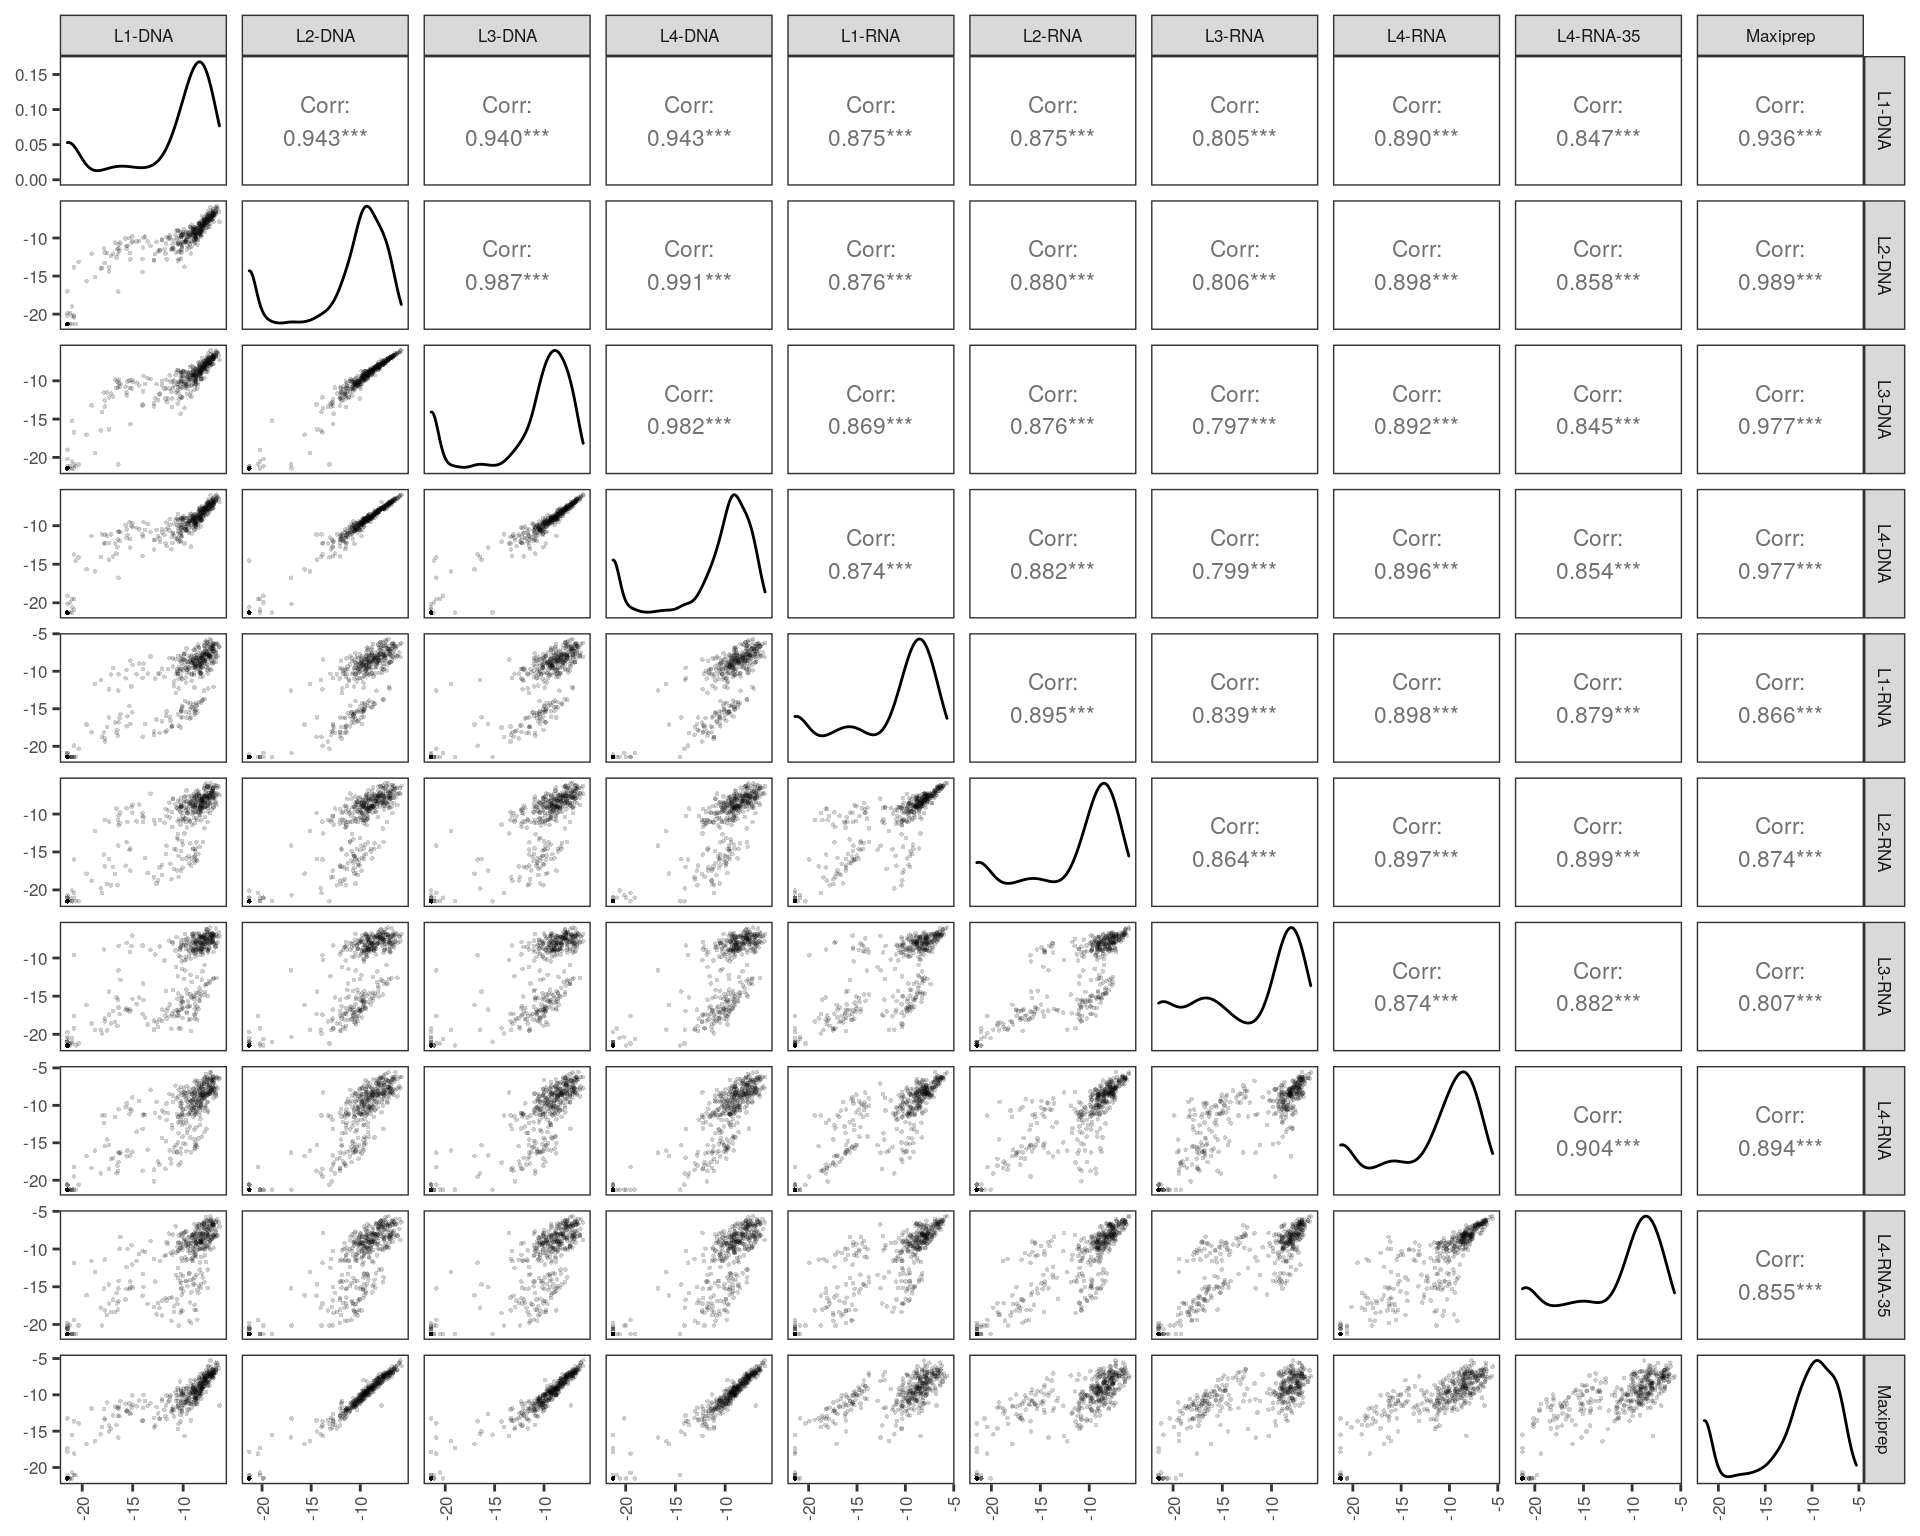 L1-DNA L2-DNA L3-DNA L4-DNA L1-RNA L2-RNA L3-RNA L4-RNA L4-RNA-35 Maxiprep
0.15
0.10
0.05
0.00
Corr: Corr: Corr: Corr: Corr: Corr: Corr: Corr: Corr:
0.943*** 0.940*** 0.943*** 0.875*** 0.875*** 0.805*** 0.890*** 0.847*** 0.936***
L1-DNA
-10
-15
-20
Corr: Corr: Corr: Corr: Corr: Corr: Corr: Corr:
0.987*** 0.991*** 0.876*** 0.880*** 0.806*** 0.898*** 0.858*** 0.989***
L2-DNA
-10
-15
-20
Corr: Corr: Corr: Corr: Corr: Corr: Corr:
0.982*** 0.869*** 0.876*** 0.797*** 0.892*** 0.845*** 0.977***
L3-DNA
-10
-15
-20
Corr: Corr: Corr: Corr: Corr: Corr:
0.874*** 0.882*** 0.799*** 0.896*** 0.854*** 0.977***
L4-DNA
-5
-10
-15
-20
Corr: Corr: Corr: Corr: Corr:
0.895*** 0.839*** 0.898*** 0.879*** 0.866***
L1-RNA
-10
-15
-20
Corr: Corr: Corr: Corr:
0.864*** 0.897*** 0.899*** 0.874***
L2-RNA
-10
-15
-20
Corr: Corr: Corr:
0.874*** 0.882*** 0.807***
L3-RNA
-5
-10
-15
-20
Corr: Corr:
0.904*** 0.894***
L4-RNA
-5
-10
-15
-20
Corr:
0.855***
L4-RNA-35
-5
-10
-15
-20
Maxiprep
-20 -15 -10 -20 -15 -10 -20 -15 -10 -20 -15 -10 -20 -15 -10 -5 -20 -15 -10 -20 -15 -10 -20 -15 -10 -5 -20 -15 -10 -5 -20 -15 -10 -5